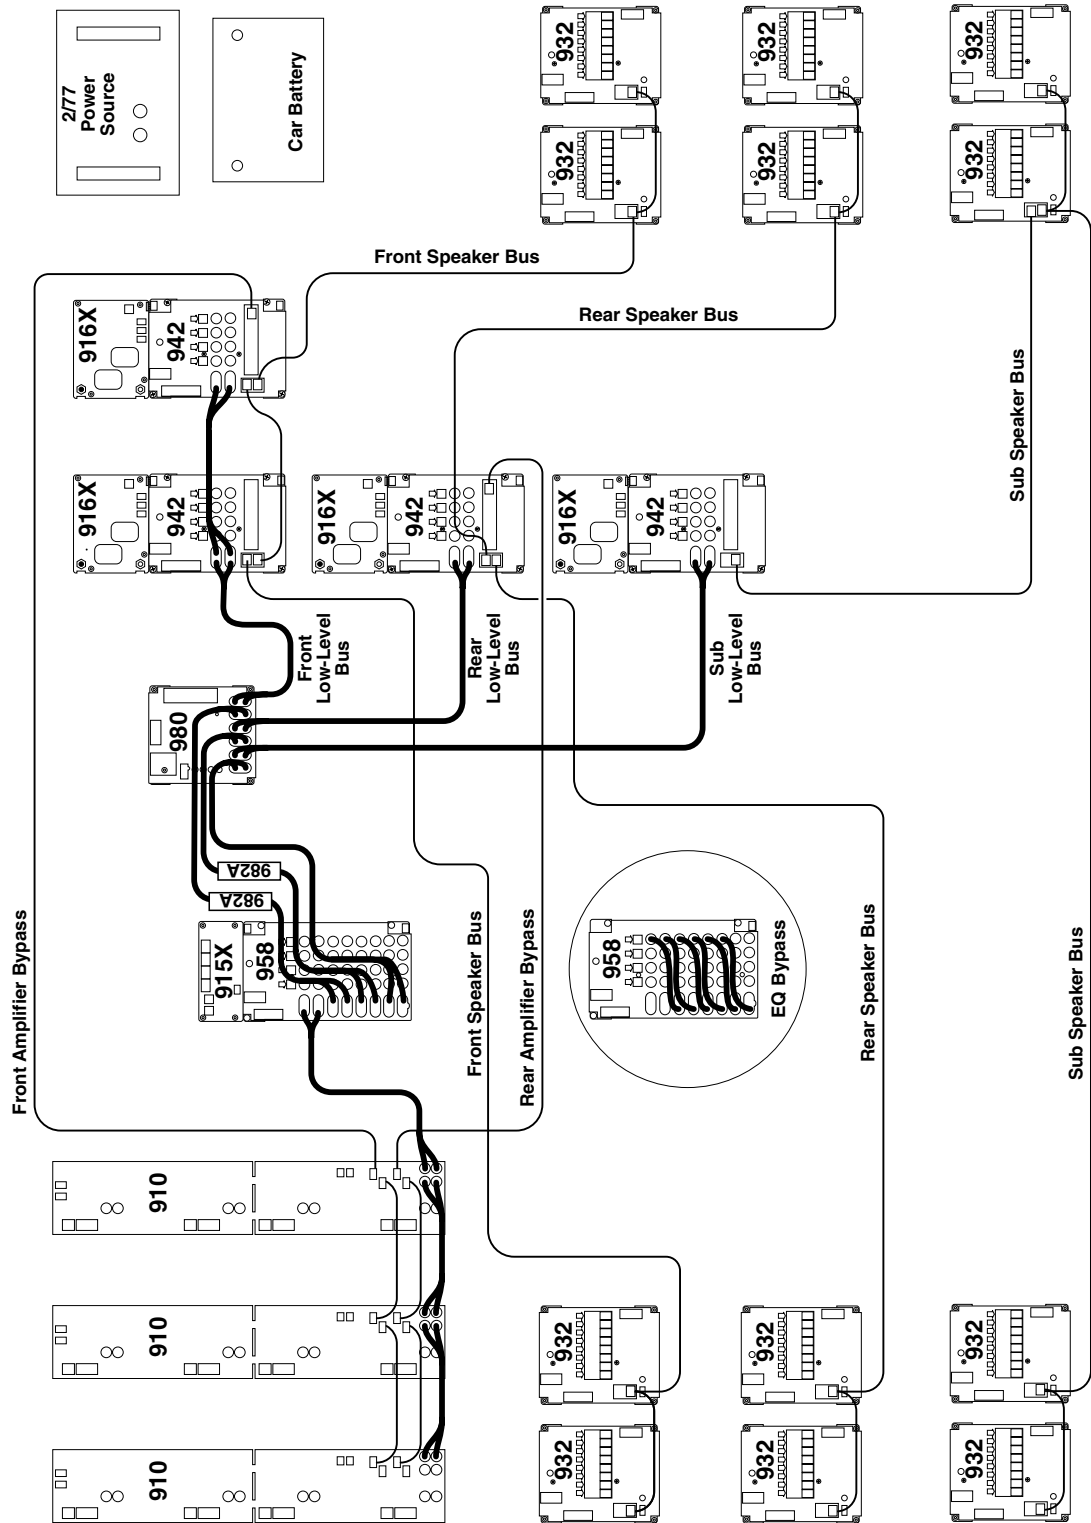 2/77
Power
Source
Car Battery
932
932
932
932
932
932
Front Speaker Bus
Rear Speaker Bus
Sub Speaker Bus
916X
942
916X
942
916X
942
916X
942
Front
Low-Level
Bus
Rear
Low-Level
Bus
Sub
Low-Level
Bus
980
982A
982A
915X
958
958
EQ Bypass
Front Amplifier Bypass
Front Speaker Bus
Rear Amplifier Bypass
Rear Speaker Bus
Sub Speaker Bus
910
910
910
932
932
932
932
932
932